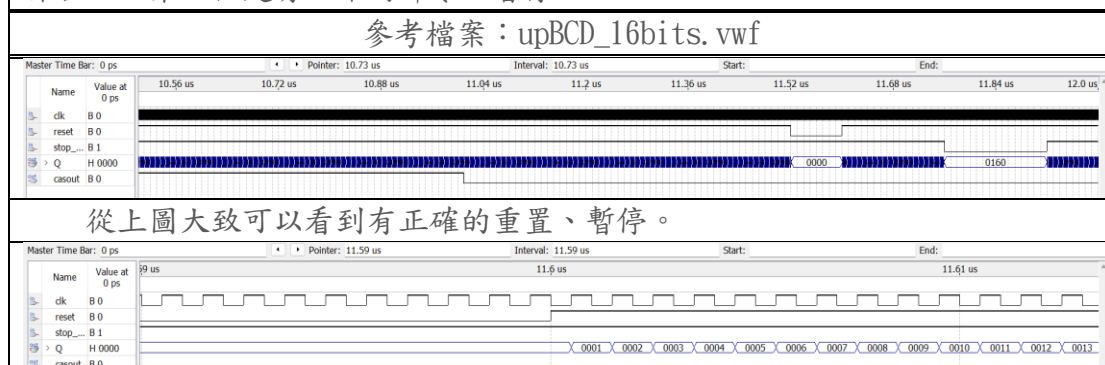 參考檔案：upBCD_16bits.vwf
Master Time Bar: 0 ps Pointer: 10.73 us Interval: 10.73 us Start: End:
Name Value at 0 ps 10.56 us 10.72 us 10.88 us 11.04 us 11.2 us 11.36 us 11.52 us 11.68 us 11.84 us 12.0 us
clk B 0
reset B 0
stop_... B 1
Q H 0000 0000 0160
casout B 0
從上圖大致可以看到有正確的重置、暫停。
Master Time Bar: 0 ps Pointer: 11.59 us Interval: 11.59 us Start: End:
Name Value at 0 ps 59 us 11.6 us 11.61 us
clk B 0
reset B 0
stop_... B 1
Q H 0000 0001 0002 0003 0004 0005 0006 0007 0008 0009 0010 0011 0012 0013
casout B 0